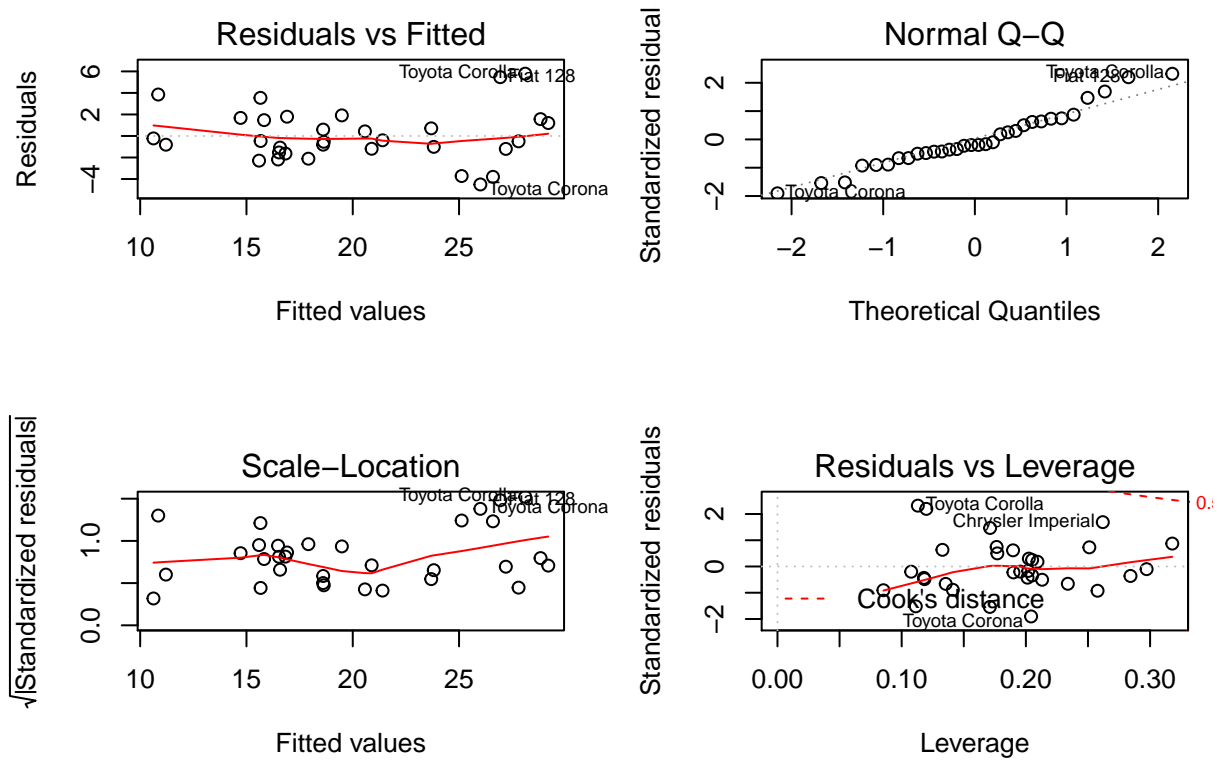 Residuals vs Fitted
Residuals
6
2
−4
Toyota Corolla
Fiat 128
Toyota Corona
10 15 20 25
Fitted values
Normal Q−Q
Standardized residuals
2
0
−2
Toyota Corolla
Fiat 128
Toyota Corona
−2 −1 0 1 2
Theoretical Quantiles
Scale−Location
√|Standardized residuals|
1.0
0.0
Toyota Corolla
Fiat 128
Toyota Corona
10 15 20 25
Fitted values
Residuals vs Leverage
Standardized residuals
2
0
−2
Toyota Corolla
Chrysler Imperial
0.5
Cook's distance
Toyota Corona
0.00 0.10 0.20 0.30
Leverage